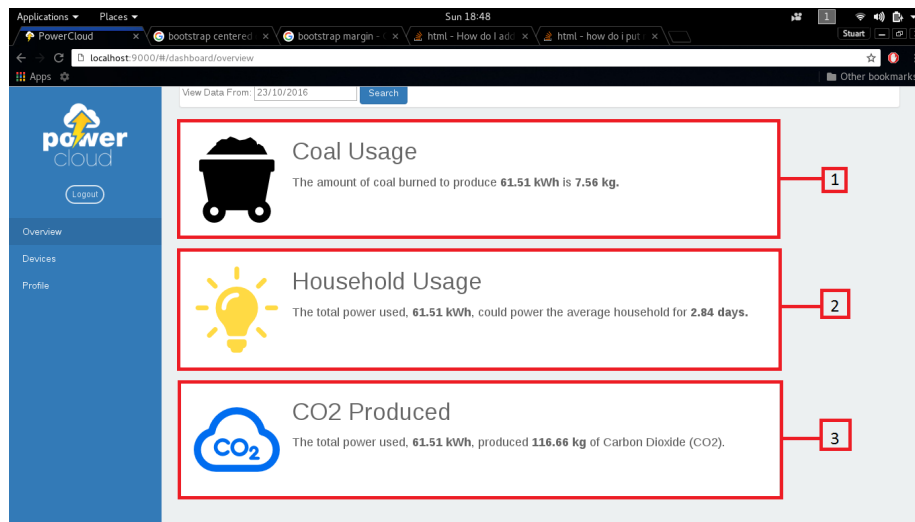 Applications Places Sun 18:48 1
PowerCloud × bootstrap centered × bootstrap margin - × html - How do I add × html - how do i put × Stuart
localhost:9000/#/dashboard/overview
Apps Other bookmarks
View Data From: 23/10/2016 Search
power
cloud
Logout
Overview
Devices
Profile
Coal Usage
The amount of coal burned to produce 61.51 kWh is 7.56 kg.
1
Household Usage
The total power used, 61.51 kWh, could power the average household for 2.84 days.
2
CO2 Produced
The total power used, 61.51 kWh, produced 116.66 kg of Carbon Dioxide (CO2).
CO2
3